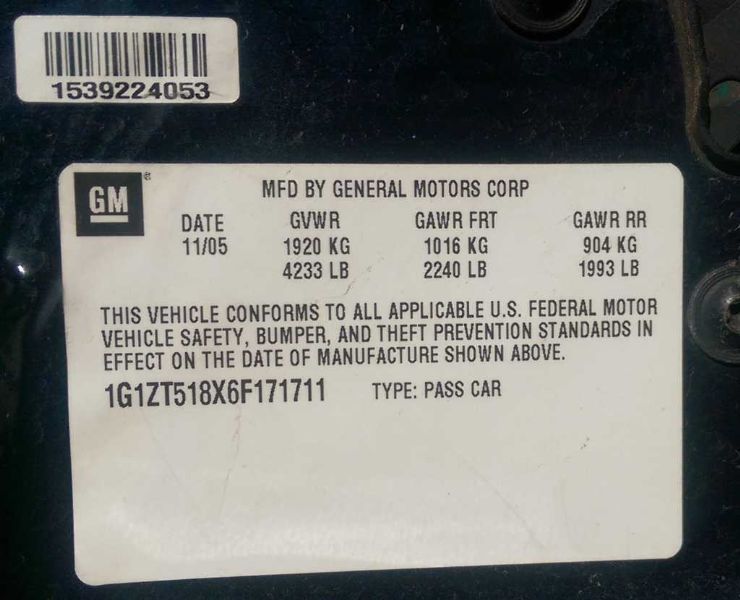 1539224053
GM®
MFD BY GENERAL MOTORS CORP
DATE GVWR GAWR FRT GAWR RR
11/05 1920 KG 1016 KG 904 KG
4233 LB 2240 LB 1993 LB
THIS VEHICLE CONFORMS TO ALL APPLICABLE U.S. FEDERAL MOTOR
VEHICLE SAFETY, BUMPER, AND THEFT PREVENTION STANDARDS IN
EFFECT ON THE DATE OF MANUFACTURE SHOWN ABOVE.
1G1ZT518X6F171711 TYPE: PASS CAR